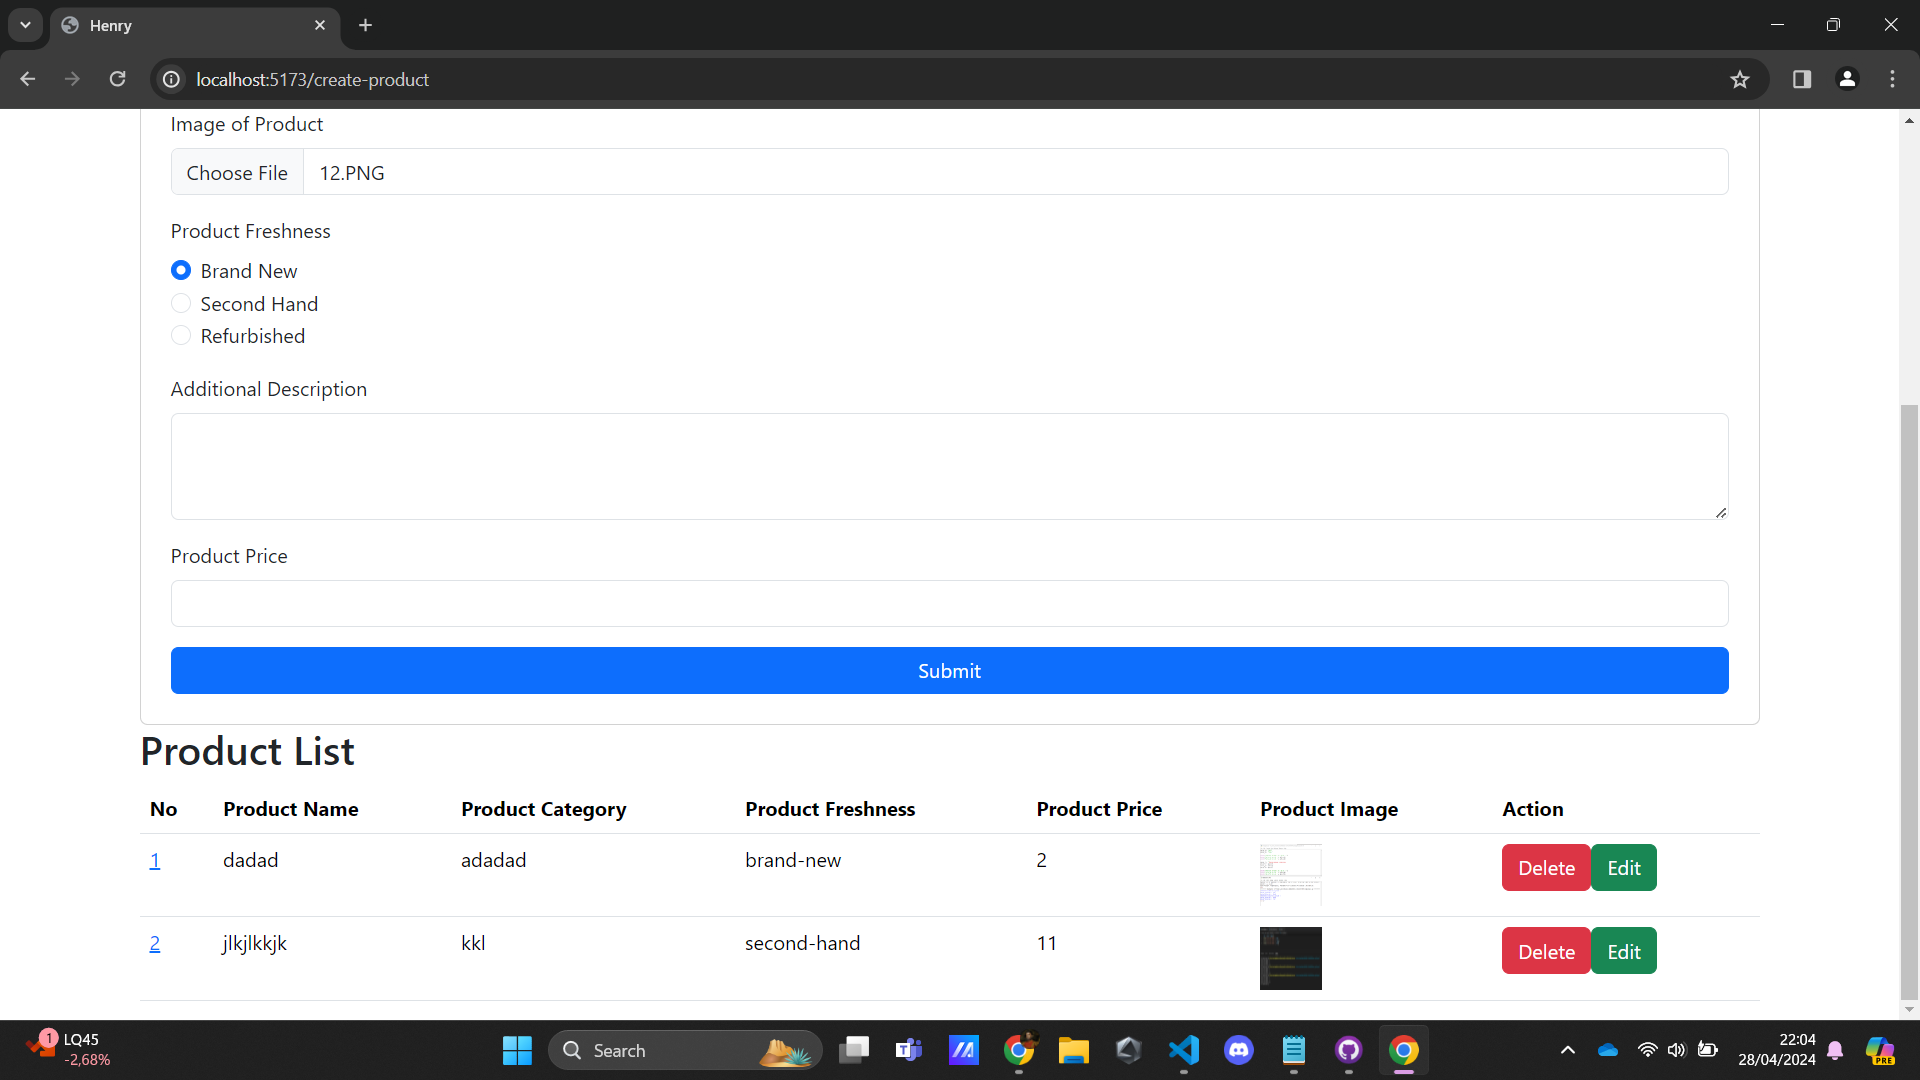 Henry
localhost:5173/create-product
Image of Product
Choose File 12.PNG
Product Freshness
Brand New
Second Hand
Refurbished
Additional Description
Product Price
Submit
Product List
No Product Name Product Category Product Freshness Product Price Product Image Action
1 dadad adadad brand-new 2 Delete Edit
2 jlkjlkkjk kkl second-hand 11 Delete Edit
1 LQ45
-2,68%
Search
22:04
28/04/2024
PRE